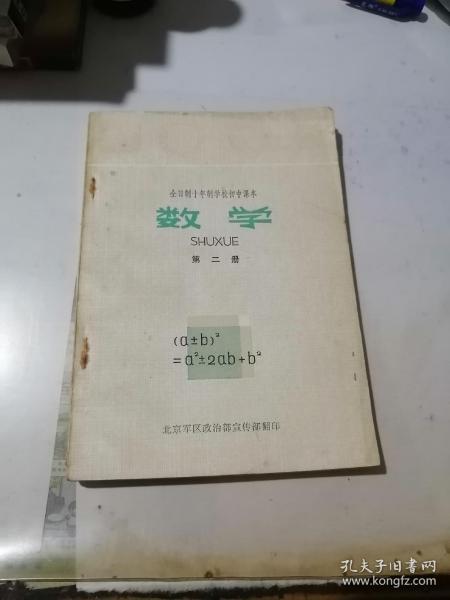 全日制十年制学校初中课本
数学
SHUXUE
第二册
(a±b)²
=a²±2ab+b²
北京军区政治部宣传部翻印
孔夫子旧书网
www.kongfz.com